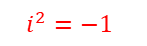 i² = −1